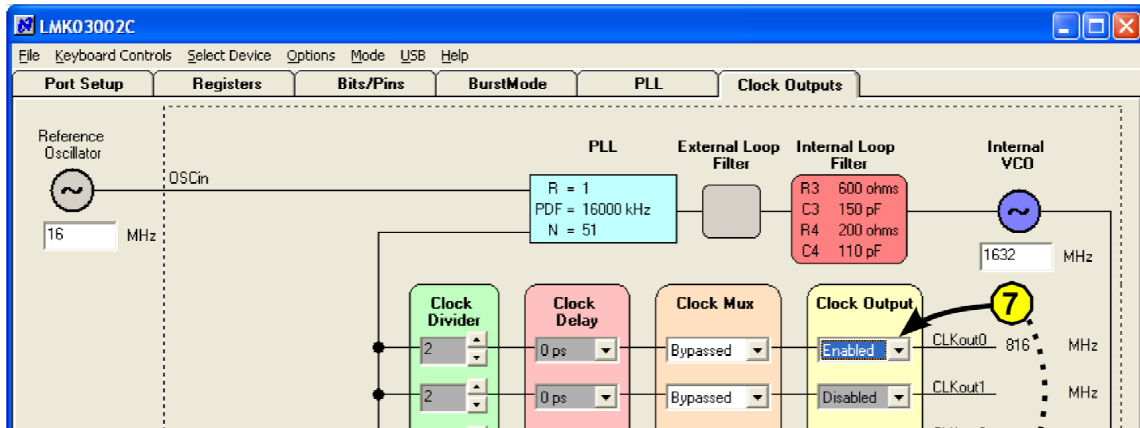 LMK03002C
File Keyboard Controls Select Device Options Mode USB Help
Port Setup Registers Bits/Pins BurstMode PLL Clock Outputs
Reference
Oscillator
OSCin
16 MHz
PLL
R = 1
PDF = 16000 kHz
N = 51
External Loop
Filter
Internal Loop
Filter
R3 600 ohms
C3 150 pF
R4 200 ohms
C4 110 pF
Internal
VCO
1632 MHz
Clock
Divider
Clock
Delay
Clock Mux
Clock Output
7
2 0 ps Bypassed Enabled CLKout0 816 MHz
2 0 ps Bypassed Disabled CLKout1 MHz